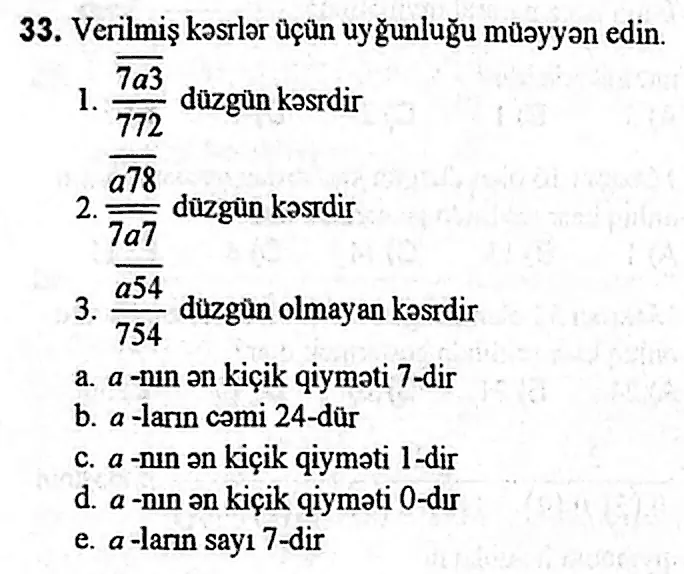 33. Verilmiş kəsrlər üçün uyğunluğu müəyyən edin.
1. 7a3/772 düzgün kəsrdir
2. a78/7a7 düzgün kəsrdir
3. a54/754 düzgün olmayan kəsrdir
a. a -nın ən kiçik qiyməti 7-dir
b. a -ların cəmi 24-dür
c. a -nın ən kiçik qiyməti 1-dir
d. a -nın ən kiçik qiyməti 0-dır
e. a -ların sayı 7-dir